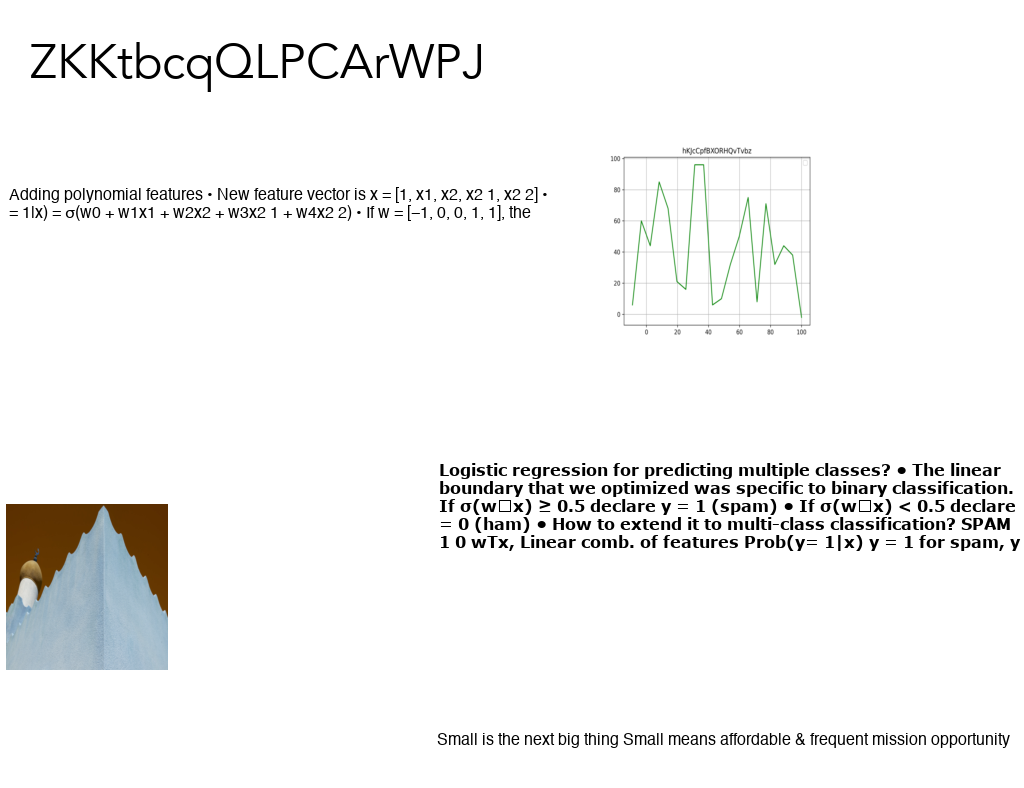 ZKKtbcqQLPCArWPJ
Adding polynomial features • New feature vector is x = [1, x1, x2, x2 1, x2 2] •
= 1|x) = σ(w0 + w1x1 + w2x2 + w3x2 1 + w4x2 2) • If w = [−1, 0, 0, 1, 1], the
hKJcCpfBXORHQvTvbz
100
80
60
40
20
0
0 20 40 60 80 100
Logistic regression for predicting multiple classes? ● The linear
boundary that we optimized was specific to binary classification.
If σ(w□x) ≥ 0.5 declare y = 1 (spam) ● If σ(w□x) < 0.5 declare
= 0 (ham) ● How to extend it to multi-class classification? SPAM
1 0 wTx, Linear comb. of features Prob(y= 1|x) y = 1 for spam, y
Small is the next big thing Small means affordable & frequent mission opportunity